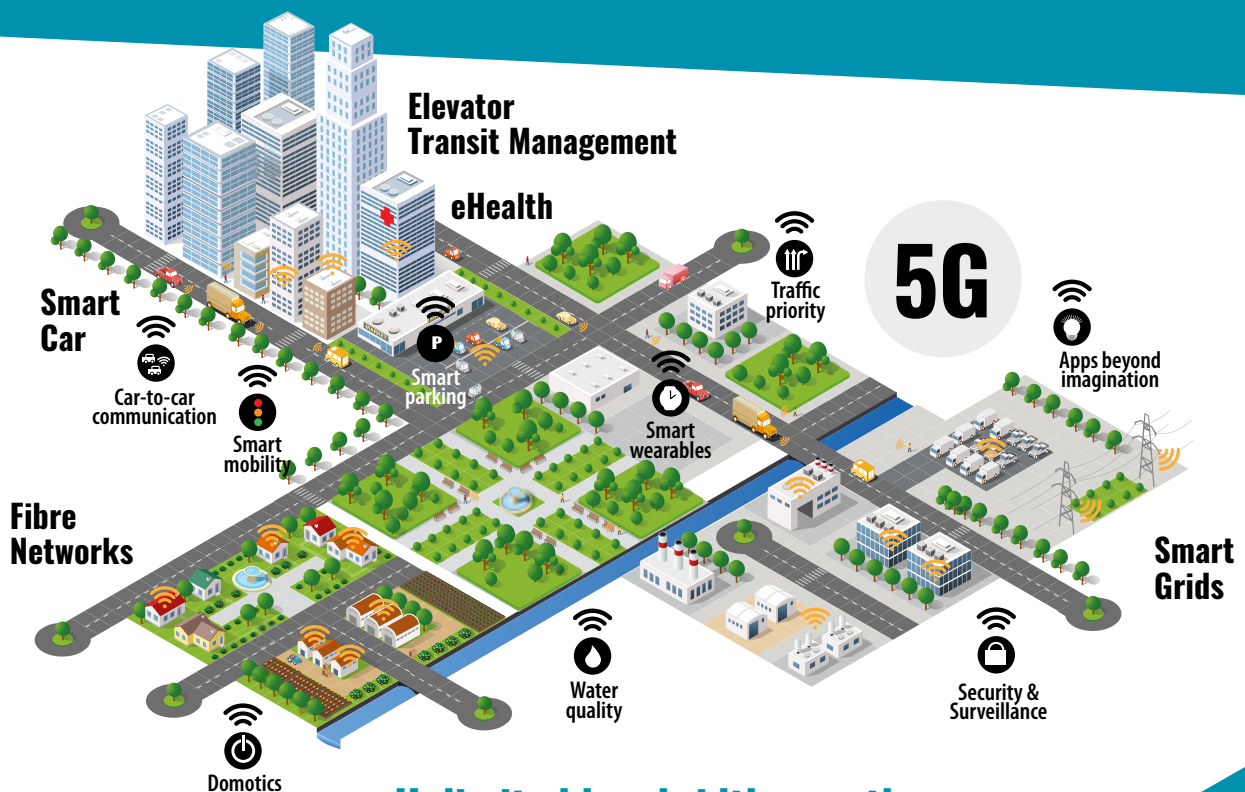 Elevator
Transit Management
eHealth
5G
Traffic
priority
Smart
Car
Apps beyond
imagination
P
Smart
parking
Car-to-car
communication
Smart
mobility
Smart
wearables
Fibre
Networks
Smart
Grids
Water
quality
Security &
Surveillance
Domotics